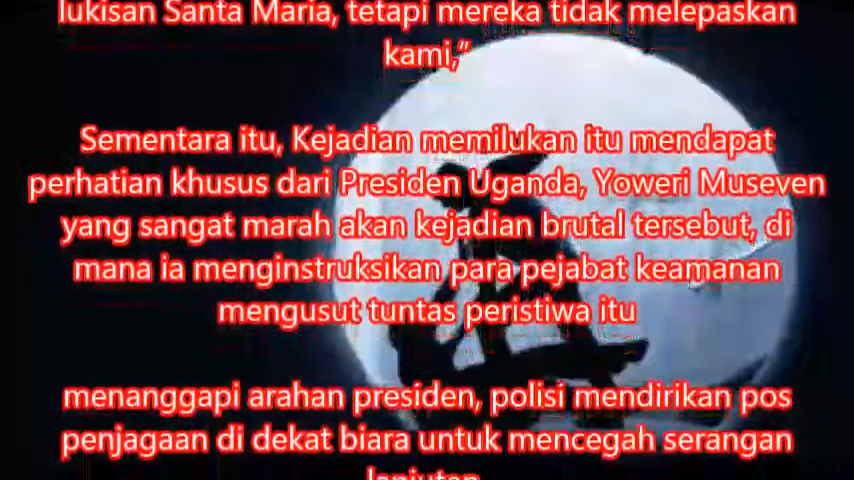 lukisan Santa Maria, tetapi mereka tidak melepaskan
kami,”
Sementara itu, Kejadian memilukan itu mendapat
perhatian khusus dari Presiden Uganda, Yoweri Museven
yang sangat marah akan kejadian brutal tersebut, di
mana ia menginstruksikan para pejabat keamanan
mengusut tuntas peristiwa itu
menanggapi arahan presiden, polisi mendirikan pos
penjagaan di dekat biara untuk mencegah serangan
lanjutan